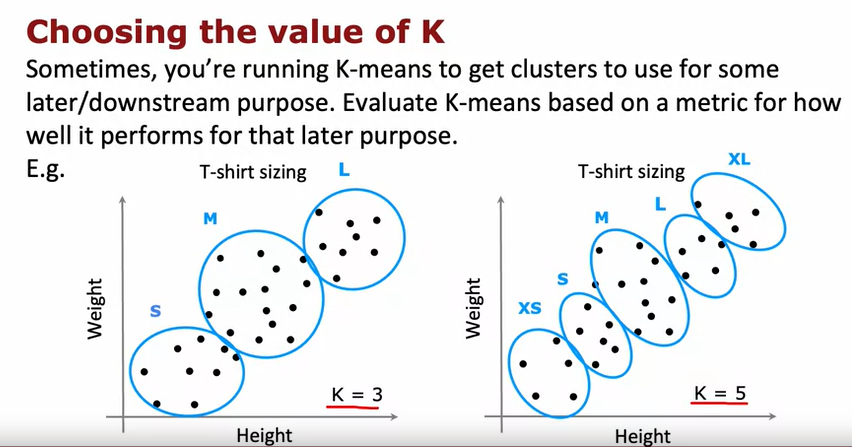 Choosing the value of K
Sometimes, you're running K-means to get clusters to use for some
later/downstream purpose. Evaluate K-means based on a metric for how
well it performs for that later purpose.
E.g.
T-shirt sizing
L
M
S
Weight
K = 3
Height
T-shirt sizing
XL
L
M
S
XS
Weight
K = 5
Height